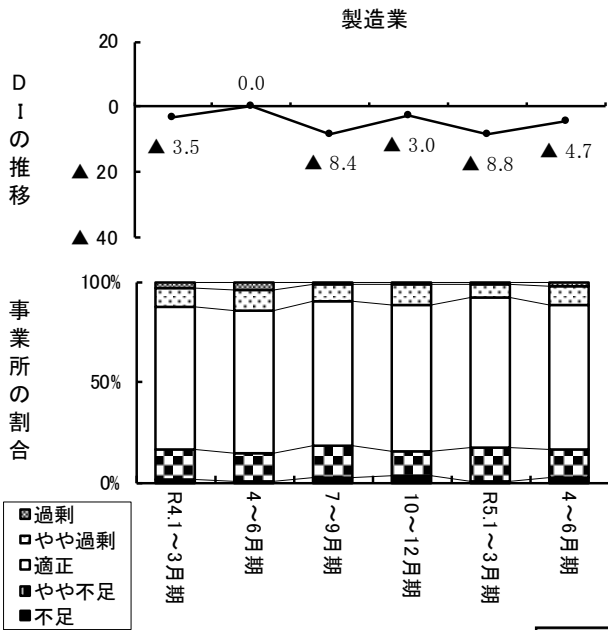 製造業
DIの推移
20
0
▲ 20
▲ 40
0.0
▲ 3.5
▲ 8.4
▲ 3.0
▲ 8.8
▲ 4.7
事業所の割合
100%
50%
0%
R4.1～3月期
4～6月期
7～9月期
10～12月期
R5.1～3月期
4～6月期
過剰
やや過剰
適正
やや不足
不足